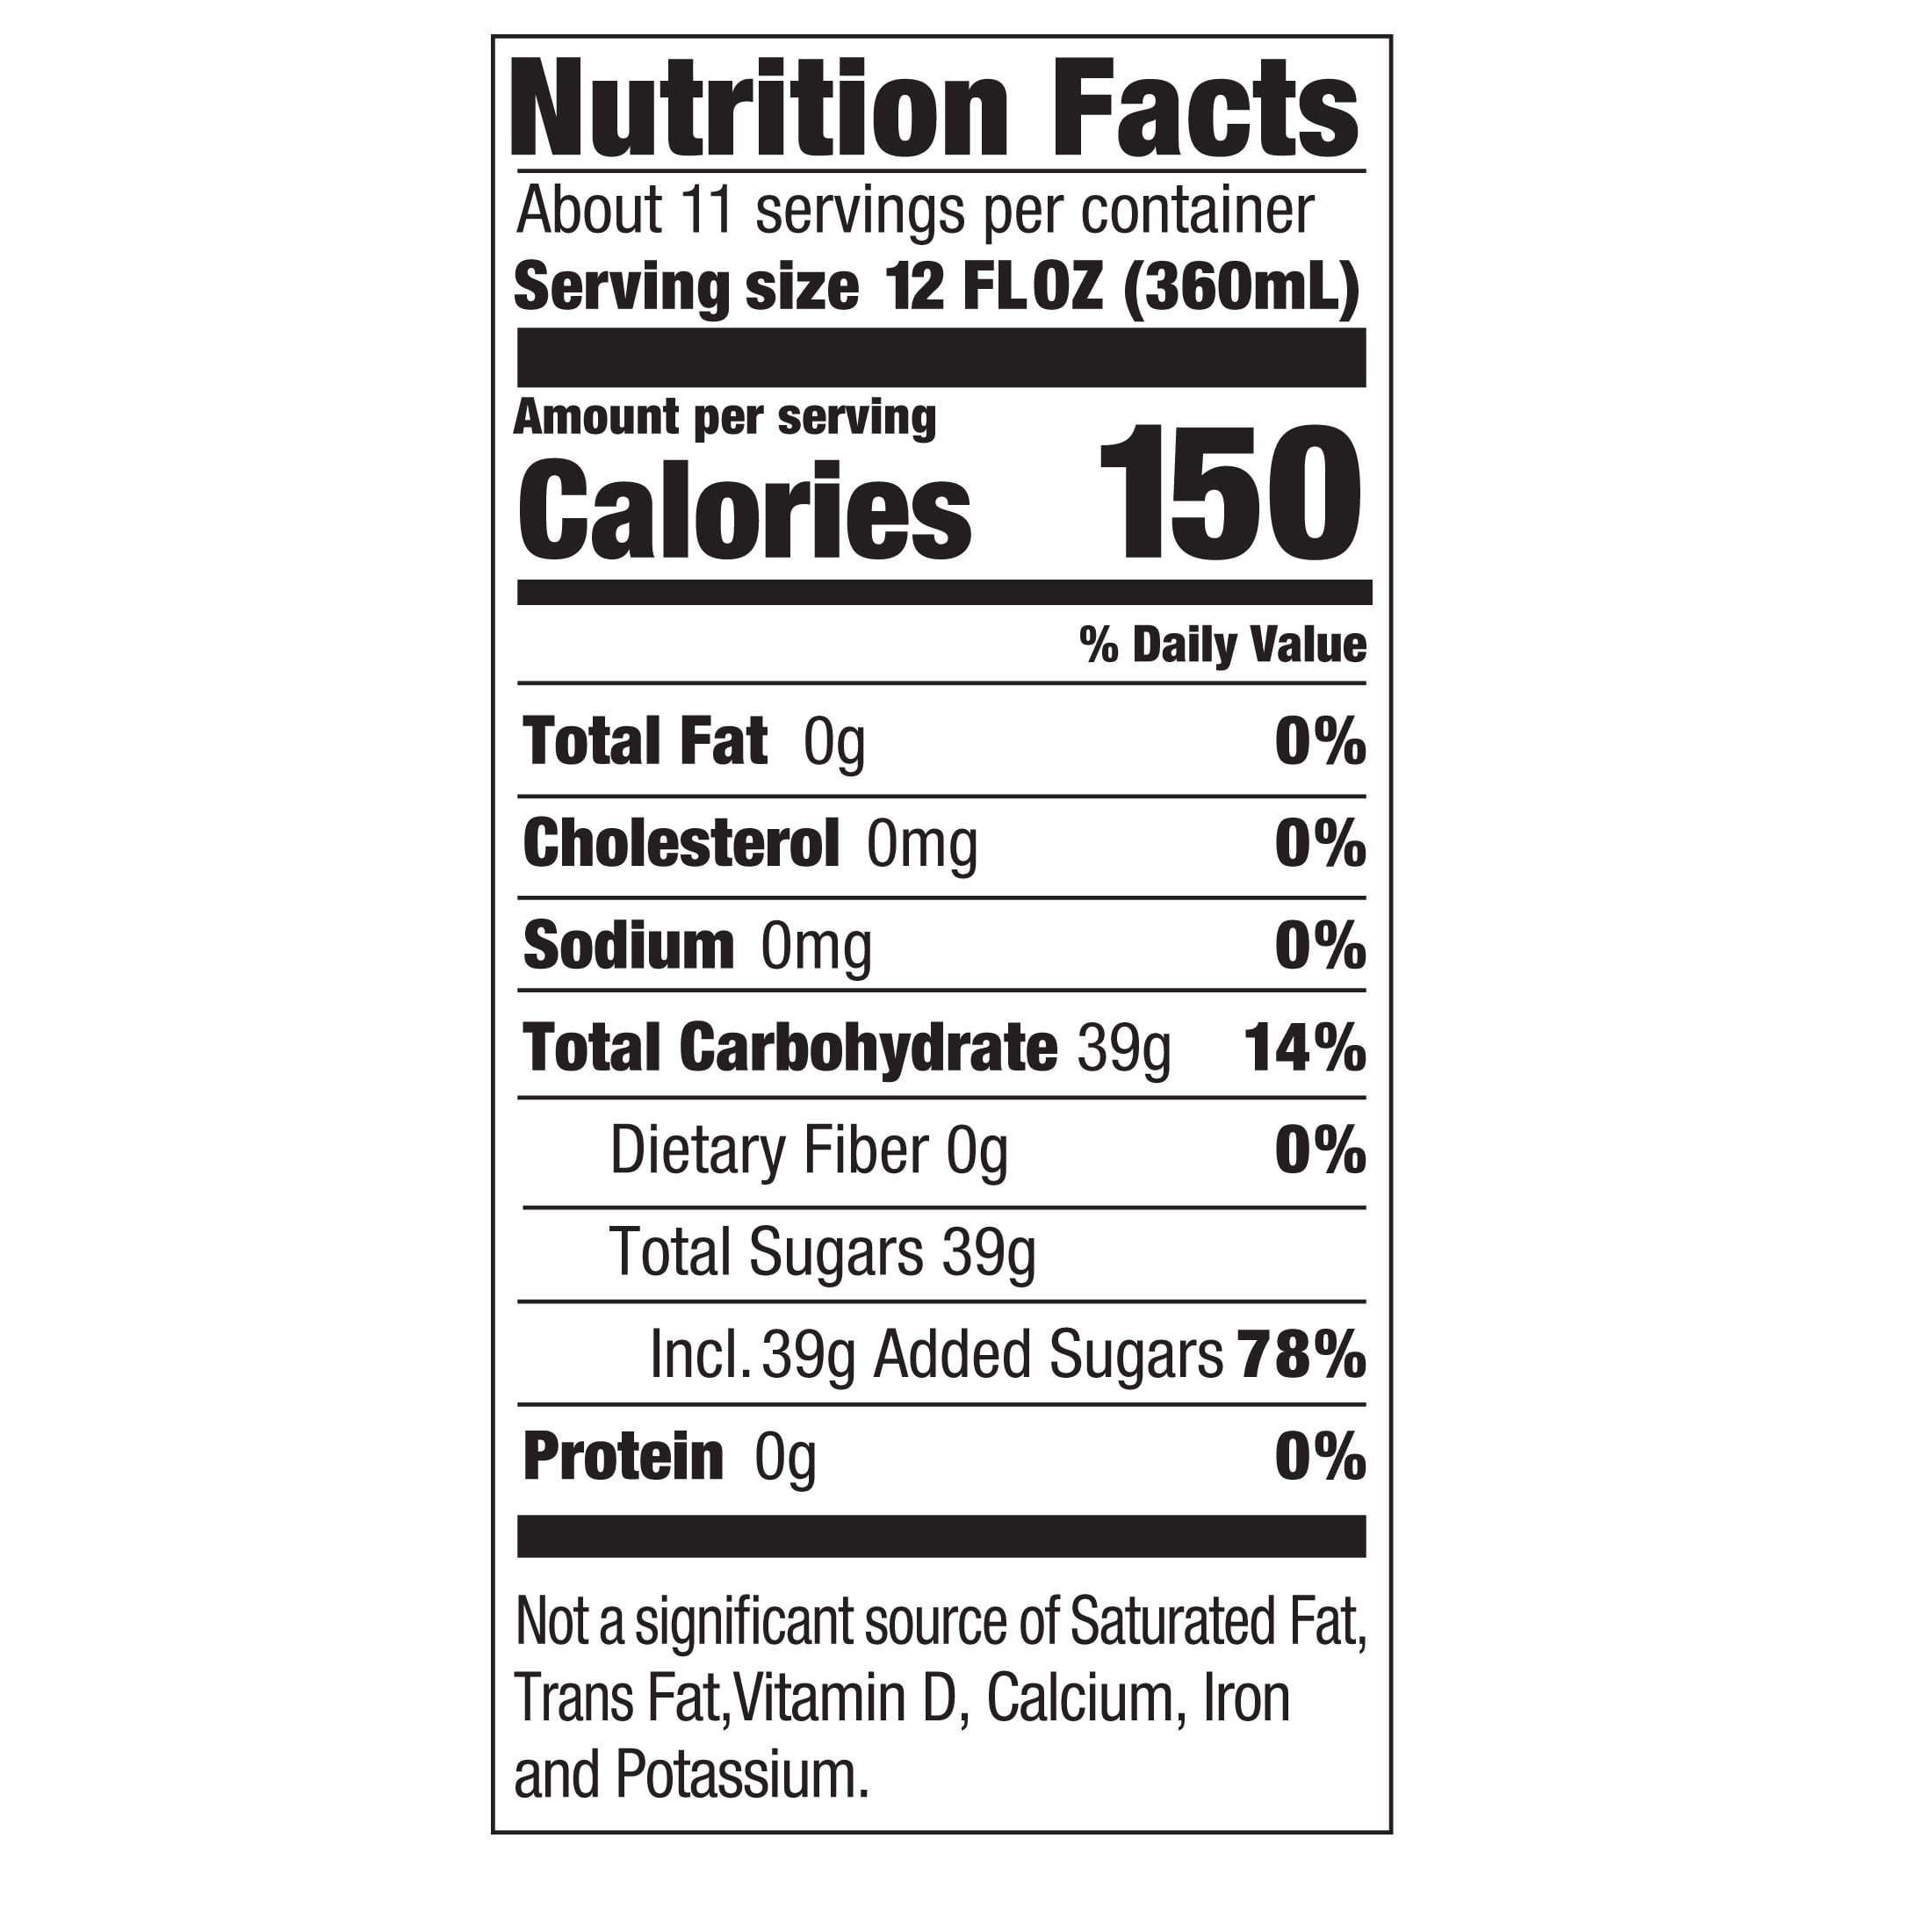 Nutrition Facts
About 11 servings per container
Serving size 12 FL OZ (360mL)
Amount per serving
Calories 150
% Daily Value
Total Fat 0g 0%
Cholesterol 0mg 0%
Sodium 0mg 0%
Total Carbohydrate 39g 14%
Dietary Fiber 0g 0%
Total Sugars 39g
Incl. 39g Added Sugars 78%
Protein 0g 0%
Not a significant source of Saturated Fat,
Trans Fat,Vitamin D, Calcium, Iron
and Potassium.